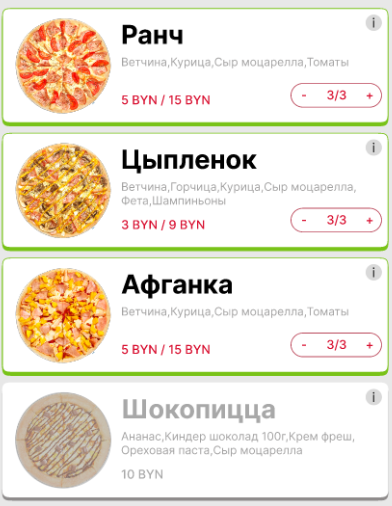 Ранч
i
Ветчина,Курица,Сыр моцарелла,Томаты
5 BYN / 15 BYN
- 3/3 +
Цыпленок
i
Ветчина,Горчица,Курица,Сыр моцарелла,
Фета,Шампиньоны
3 BYN / 9 BYN
- 3/3 +
Афганка
i
Ветчина,Курица,Сыр моцарелла,Томаты
5 BYN / 15 BYN
- 3/3 +
Шокопицца
i
Ананас,Киндер шоколад 100г,Крем фреш,
Ореховая паста,Сыр моцарелла
10 BYN